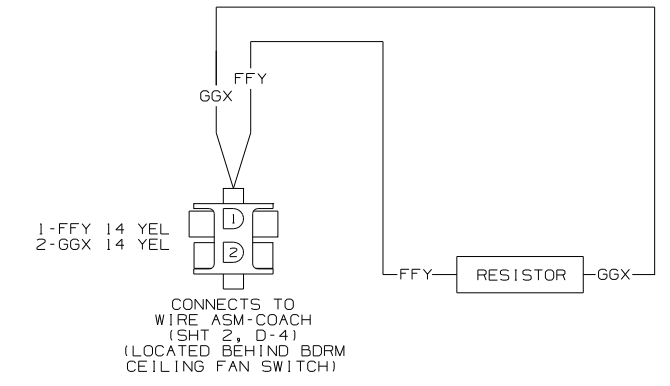 FFY
GGX
1-FFY 14 YEL
2-GGX 14 YEL
1
2
FFY
RESISTOR
GGX
CONNECTS TO
WIRE ASM-COACH
(SHT 2, D-4)
(LOCATED BEHIND BDRM
CEILING FAN SWITCH)